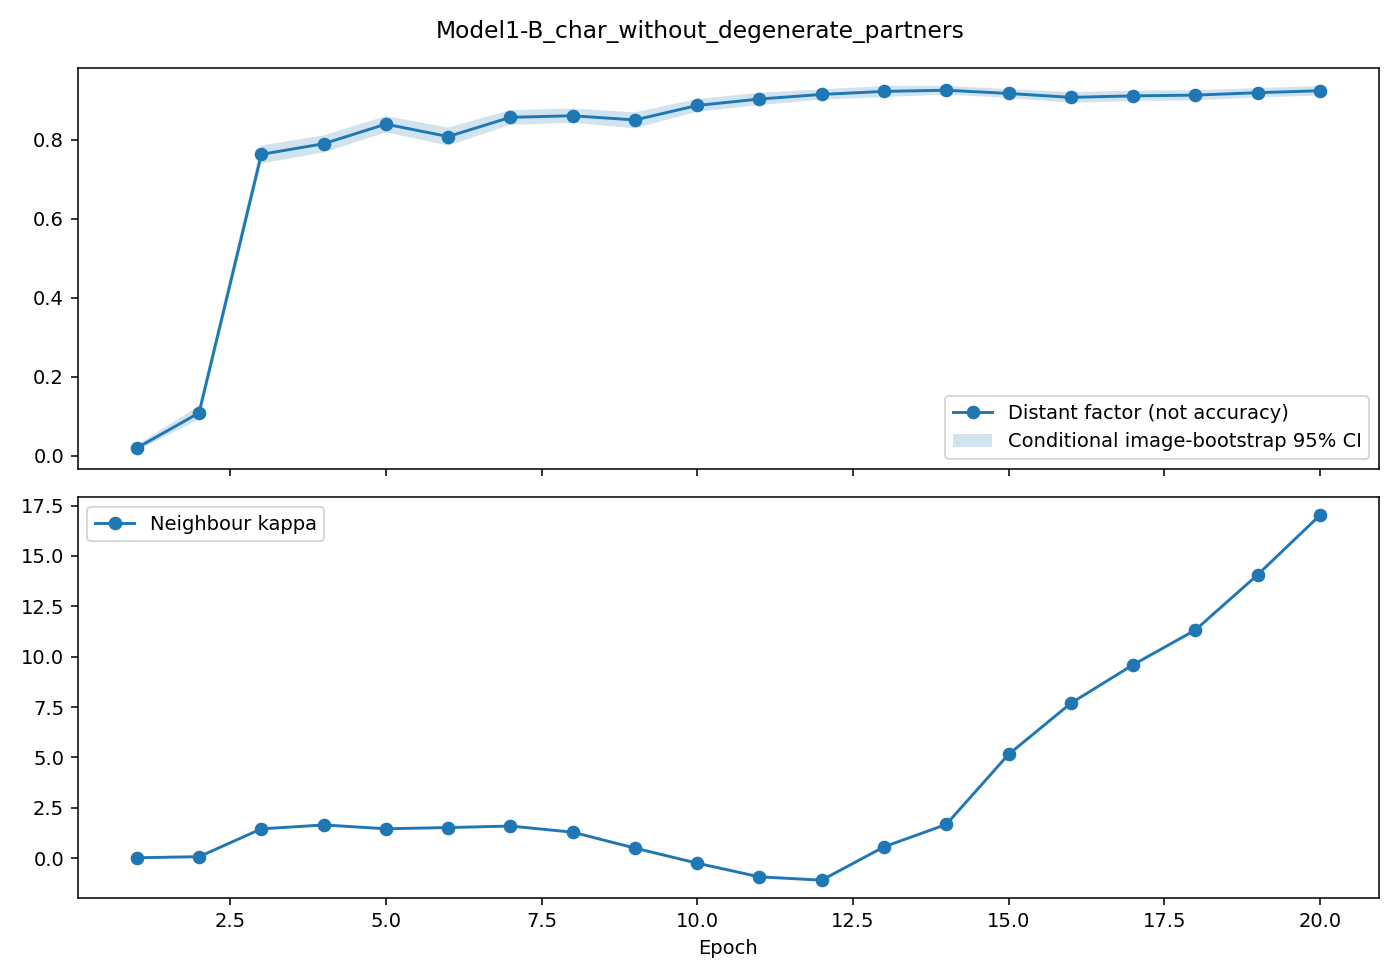 Model1-B_char_without_degenerate_partners
0.8
0.6
0.4
0.2
0.0
Distant factor (not accuracy)
Conditional image-bootstrap 95% CI
17.5
15.0
12.5
10.0
7.5
5.0
2.5
0.0
Neighbour kappa
2.5 5.0 7.5 10.0 12.5 15.0 17.5 20.0
Epoch